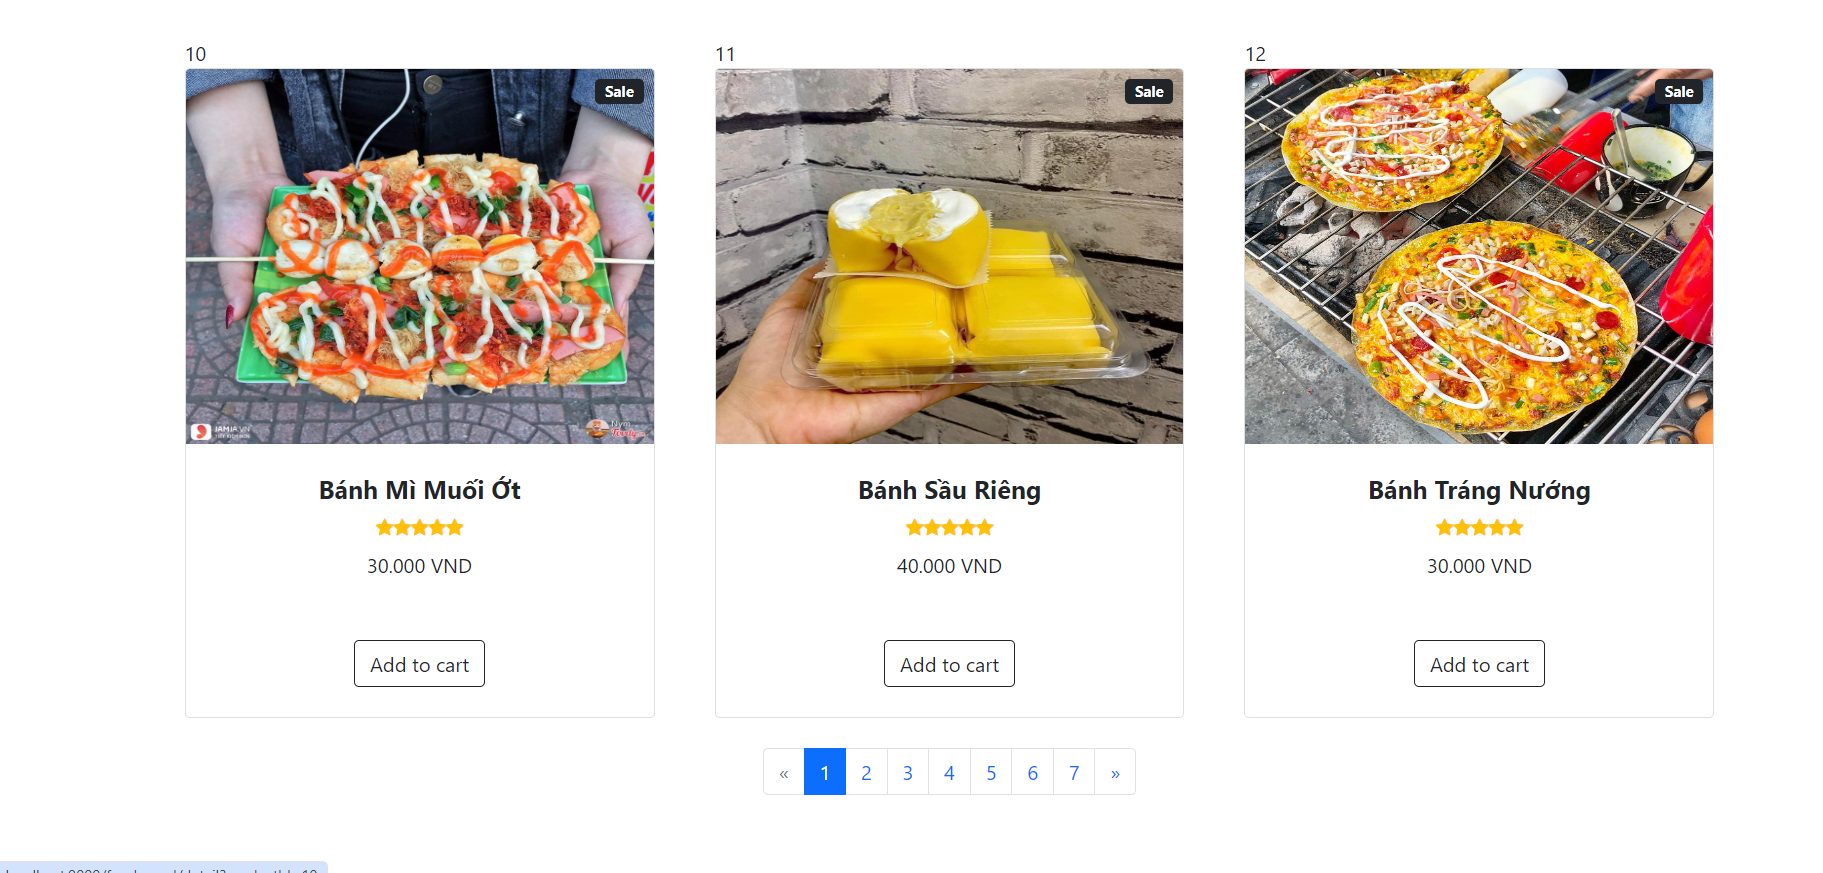 10
11
12
Sale
Sale
Sale
JAMJA.VN
Bánh Mì Muối Ớt
Bánh Sầu Riêng
Bánh Tráng Nướng
30.000 VND
40.000 VND
30.000 VND
Add to cart
Add to cart
Add to cart
« 1 2 3 4 5 6 7 »